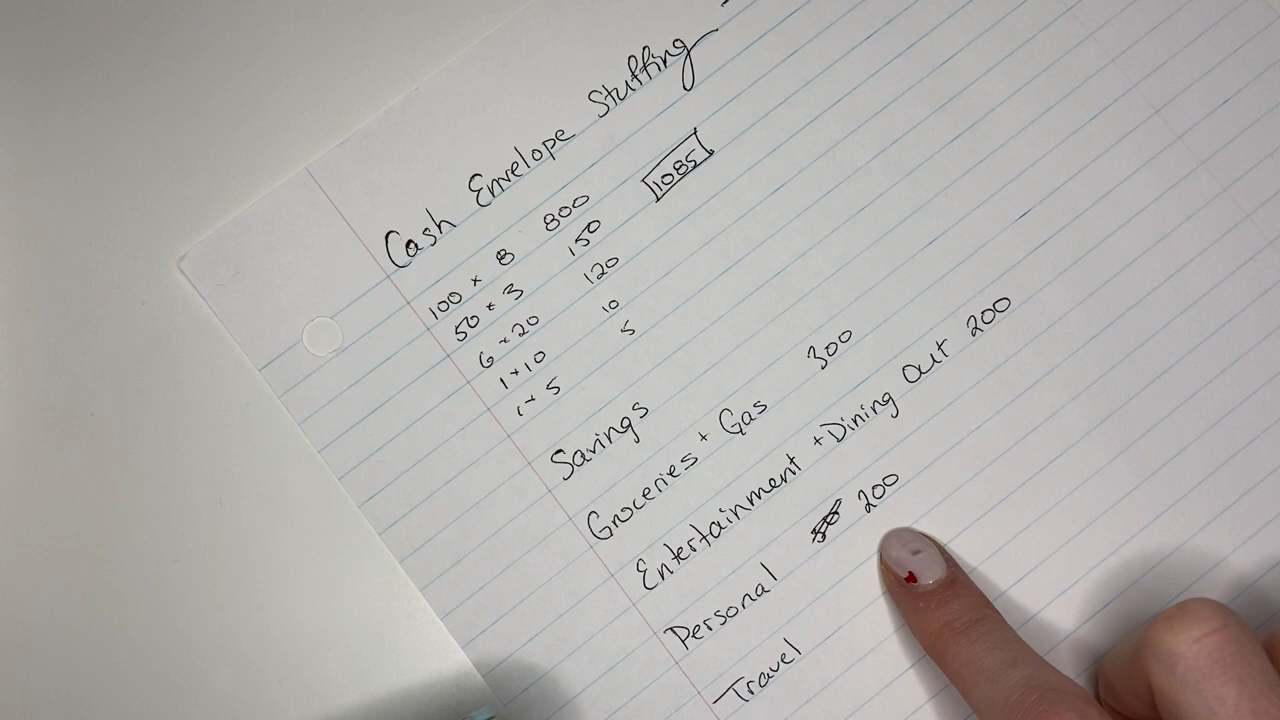 Cash Envelope Stuffing
100 × 8 800 1085
50 × 3 150
6 × 20 120
1 × 10 10
1 × 5 5
Savings
Groceries + Gas 300
Entertainment + Dining Out 200
Personal 200
Travel